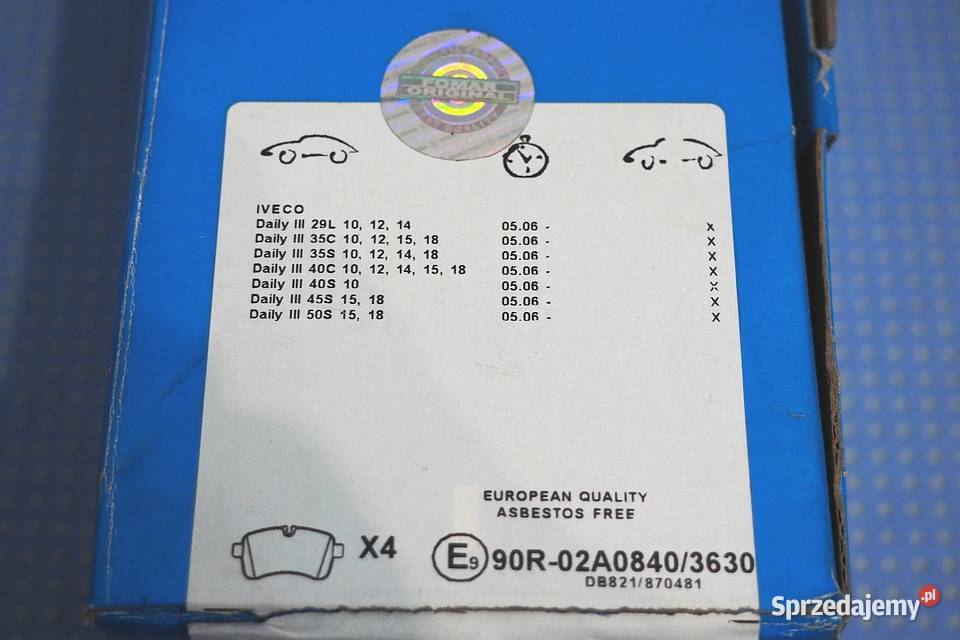 FOMAR
ORIGINAL
QUALITY
IVECO
Daily III 29L 10, 12, 14 05.06 - X
Daily III 35C 10, 12, 15, 18 05.06 - X
Daily III 35S 10, 12, 14, 18 05.06 - X
Daily III 40C 10, 12, 14, 15, 18 05.06 - X
Daily III 40S 10 05.06 - X
Daily III 45S 15, 18 05.06 - X
Daily III 50S 15, 18 05.06 - X
EUROPEAN QUALITY
ASBESTOS FREE
X4
E9 90R-02A0840/3630
DB821/870481
Sprzedajemy.pl